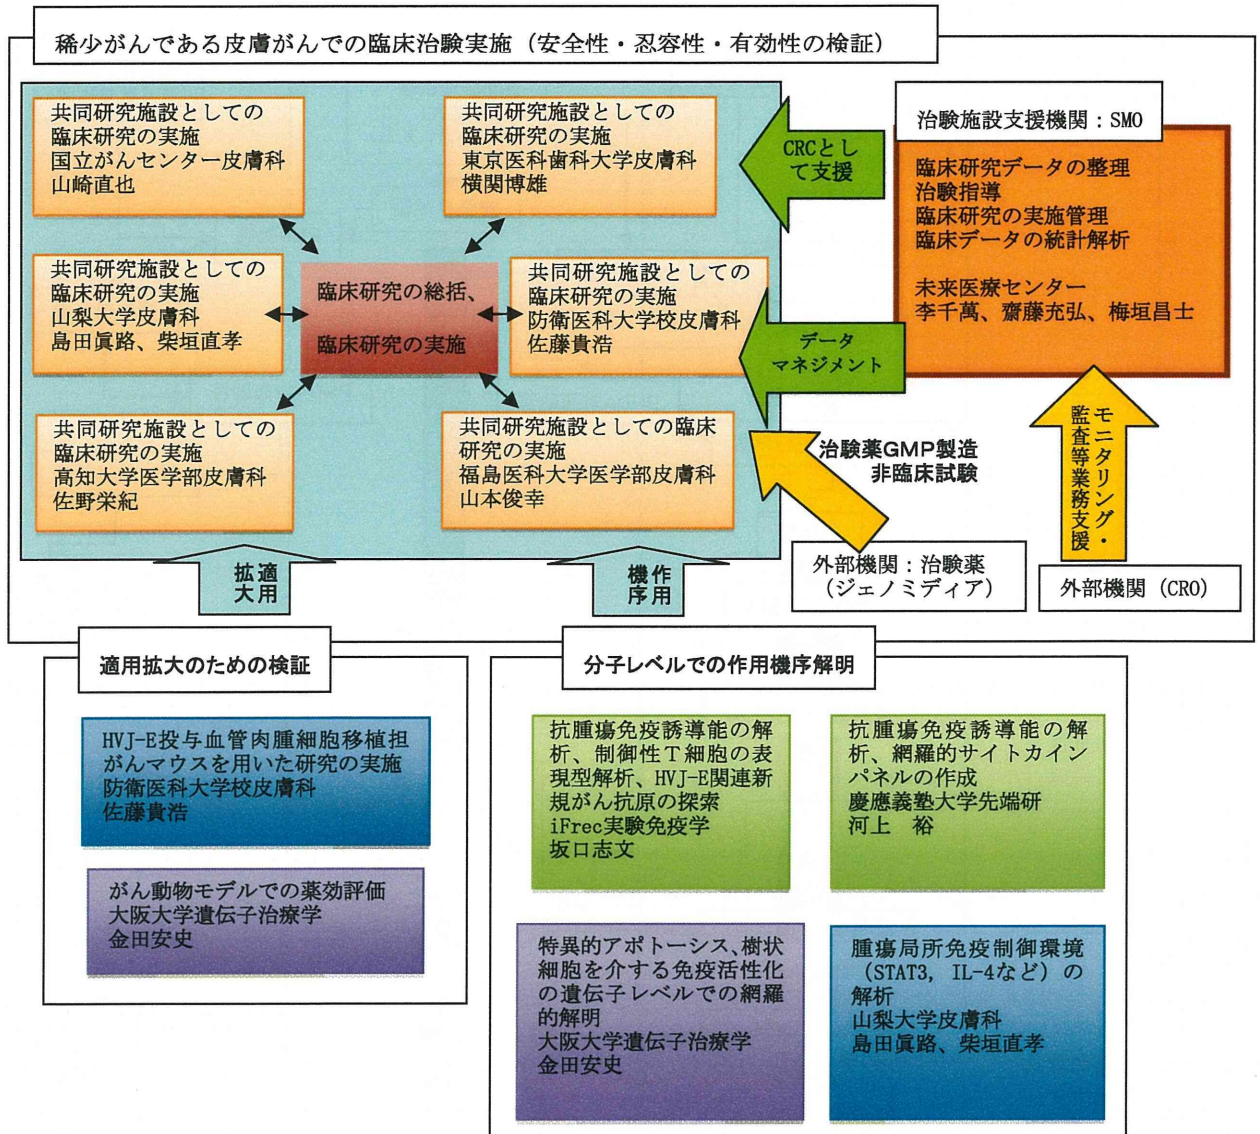 稀少がんである皮膚がんでの臨床治験実施（安全性・忍容性・有効性の検証）
共同研究施設としての
臨床研究の実施
国立がんセンター皮膚科
山崎直也
共同研究施設としての
臨床研究の実施
東京医科歯科大学皮膚科
横関博雄
CRCとし
て支援
治験施設支援機関：SMO
臨床研究データの整理
治験指導
臨床研究の実施管理
臨床データの統計解析
未来医療センター
李千萬、齋藤充弘、梅垣昌士
共同研究施設としての
臨床研究の実施
山梨大学皮膚科
島田眞路、柴垣直孝
臨床研究の総括、
臨床研究の実施
共同研究施設としての
臨床研究の実施
防衛医科大学校皮膚科
佐藤貴浩
データ
マネジメント
共同研究施設としての
臨床研究の実施
高知大学医学部皮膚科
佐野栄紀
共同研究施設としての臨床
研究の実施
福島医科大学医学部皮膚科
山本俊幸
治験薬GMP製造
非臨床試験
モニタリング・
監査等業務支援
外部機関：治験薬
（ジェノミディア）
外部機関（CRO）
適用
拡大
作用
機序
適用拡大のための検証
HVJ-E投与血管肉腫細胞移植担
がんマウスを用いた研究の実施
防衛医科大学校皮膚科
佐藤貴浩
がん動物モデルでの薬効評価
大阪大学遺伝子治療学
金田安史
分子レベルでの作用機序解明
抗腫瘍免疫誘導能の解
析、制御性T細胞の表
現型解析、HVJ-E関連新
規がん抗原の探索
iFrec実験免疫学
坂口志文
抗腫瘍免疫誘導能の解
析、網羅的サイトカイン
パネルの作成
慶應義塾大学先端研
河上　裕
特異的アポトーシス、樹状
細胞を介する免疫活性化
の遺伝子レベルでの網羅
的解明
大阪大学遺伝子治療学
金田安史
腫瘍局所免疫制御環境
（STAT3, IL-4など）の
解析
山梨大学皮膚科
島田眞路、柴垣直孝